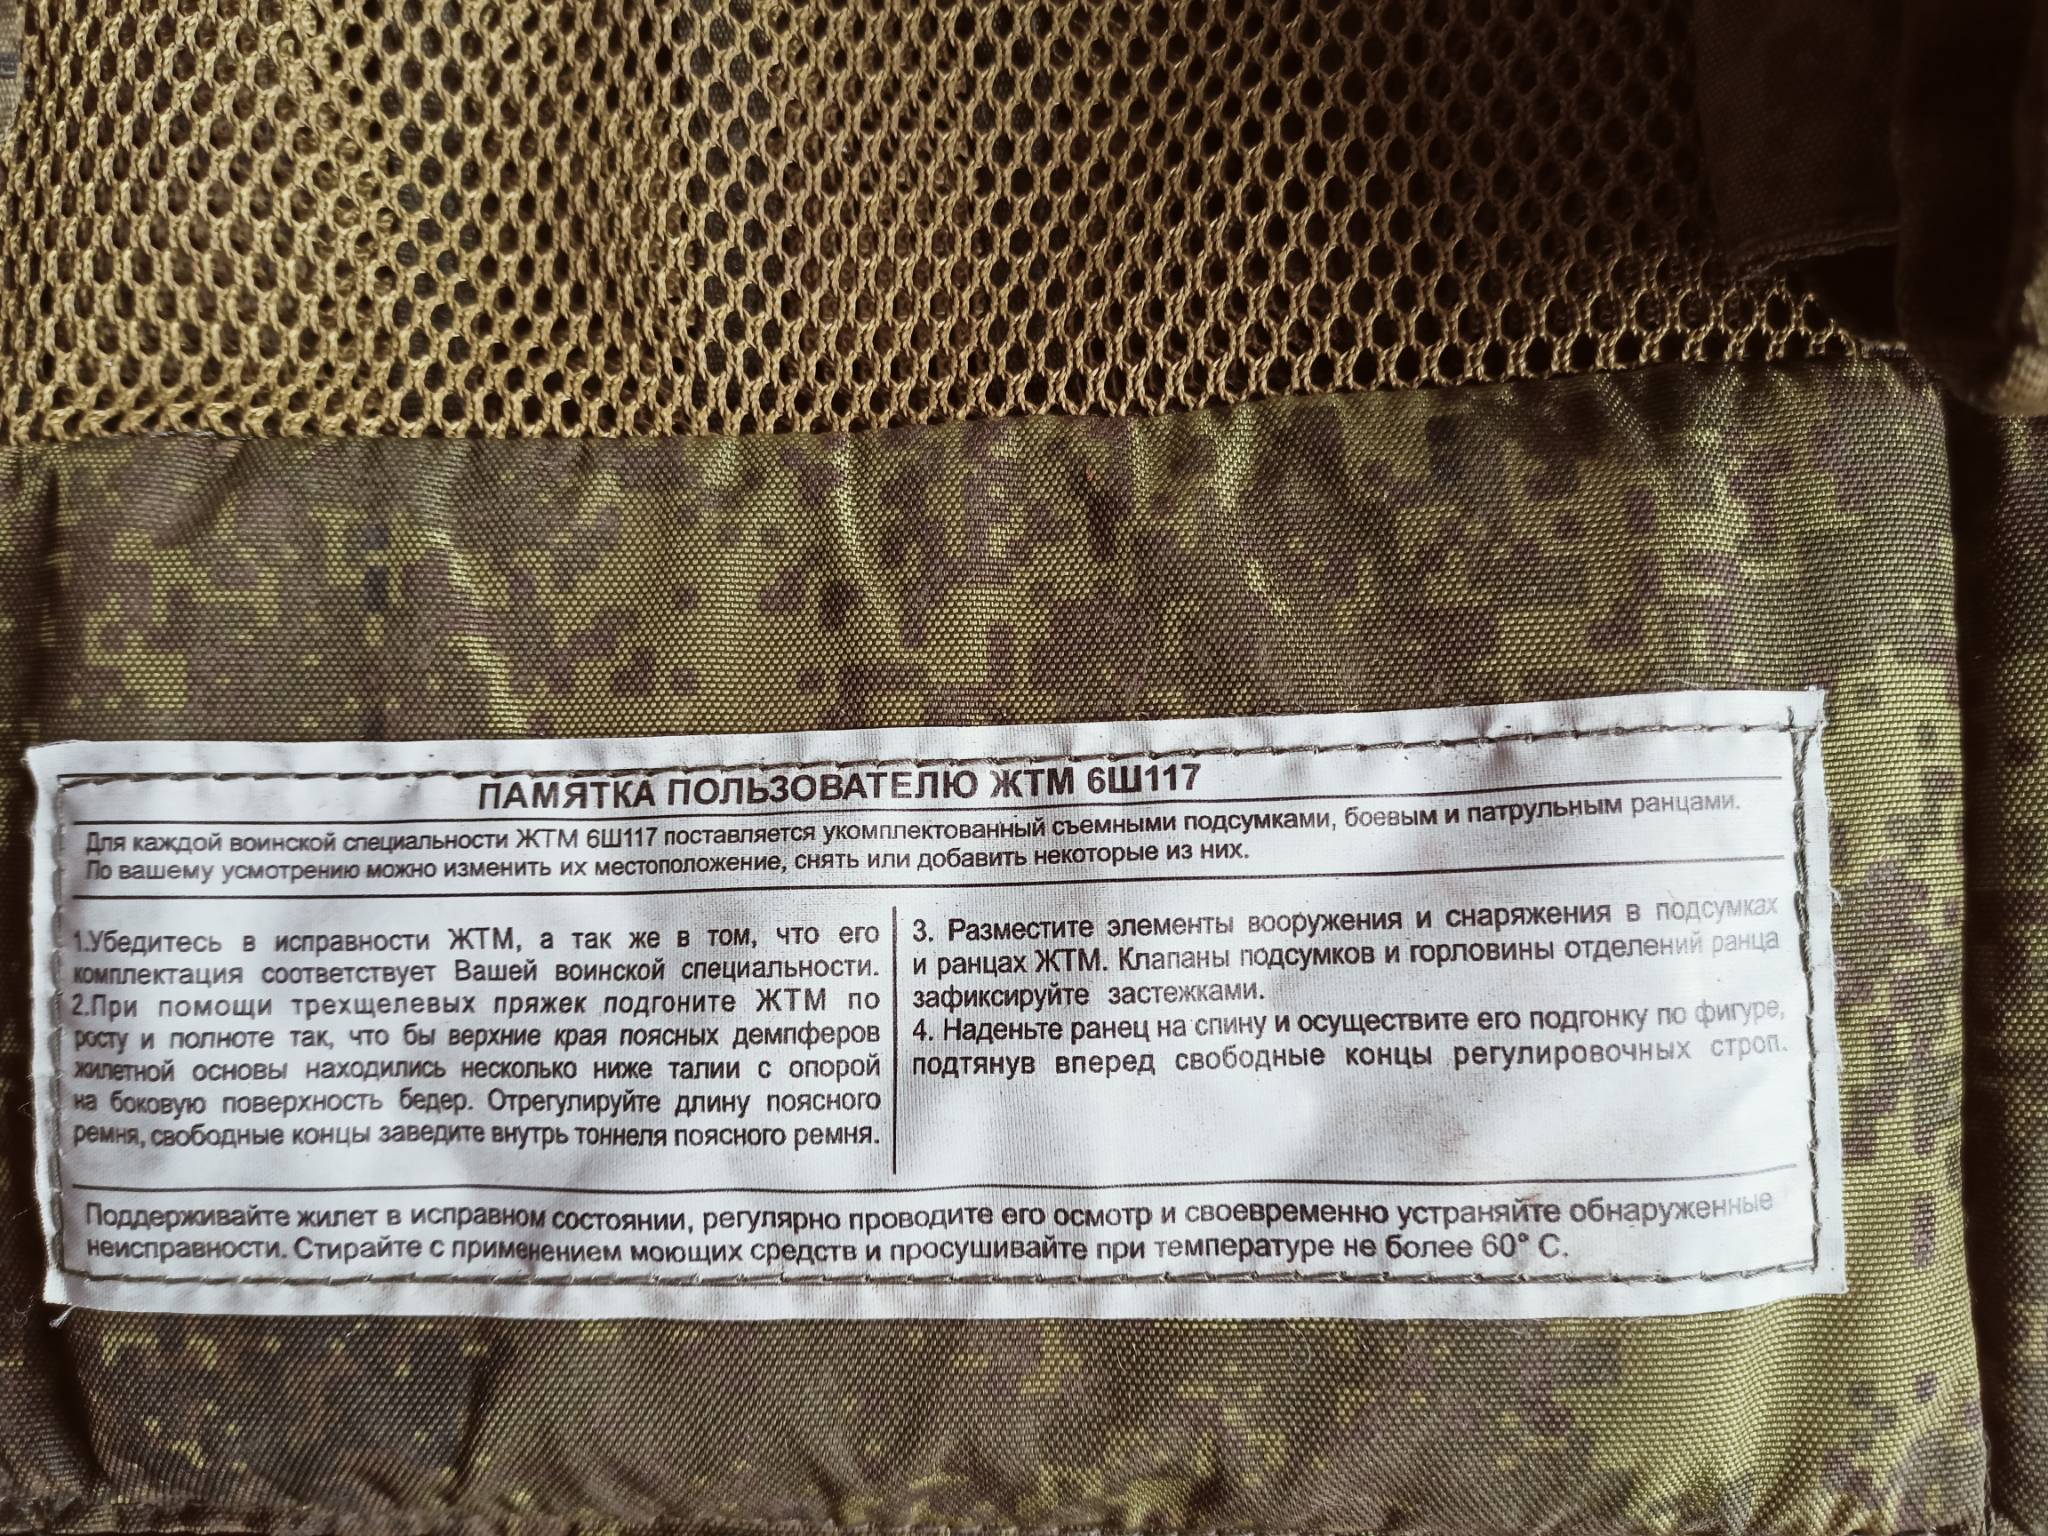 ПАМЯТКА ПОЛЬЗОВАТЕЛЮ ЖТМ 6Ш117
Для каждой воинской специальности ЖТМ 6Ш117 поставляется укомплектованный съемными подсумками, боевым и патрульным ранцами.
По вашему усмотрению можно изменить их местоположение, снять или добавить некоторые из них.
1.Убедитесь в исправности ЖТМ, а так же в том, что его
комплектация соответствует Вашей воинской специальности.
2.При помощи трехщелевых пряжек подгоните ЖТМ по
росту и полноте так, что бы верхние края поясных демпферов
жилетной основы находились несколько ниже талии с опорой
на боковую поверхность бедер. Отрегулируйте длину поясного
ремня, свободные концы заведите внутрь тоннеля поясного ремня.
3. Разместите элементы вооружения и снаряжения в подсумках
и ранцах ЖТМ. Клапаны подсумков и горловины отделений ранца
зафиксируйте застежками.
4. Наденьте ранец на спину и осуществите его подгонку по фигуре,
подтянув вперед свободные концы регулировочных строп.
Поддерживайте жилет в исправном состоянии, регулярно проводите его осмотр и своевременно устраняйте обнаруженные
неисправности. Стирайте с применением моющих средств и просушивайте при температуре не более 60° С.